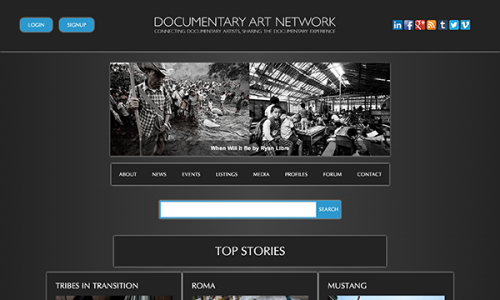 LOGIN SIGNUP
DOCUMENTARY ART NETWORK
CONNECTING DOCUMENTARY ARTISTS, SHARING THE DOCUMENTARY EXPERIENCE
When Will It Be by Ryan Libre
ABOUT NEWS EVENTS LISTINGS MEDIA PROFILES FORUM CONTACT
SEARCH
TOP STORIES
TRIBES IN TRANSITION ROMA MUSTANG